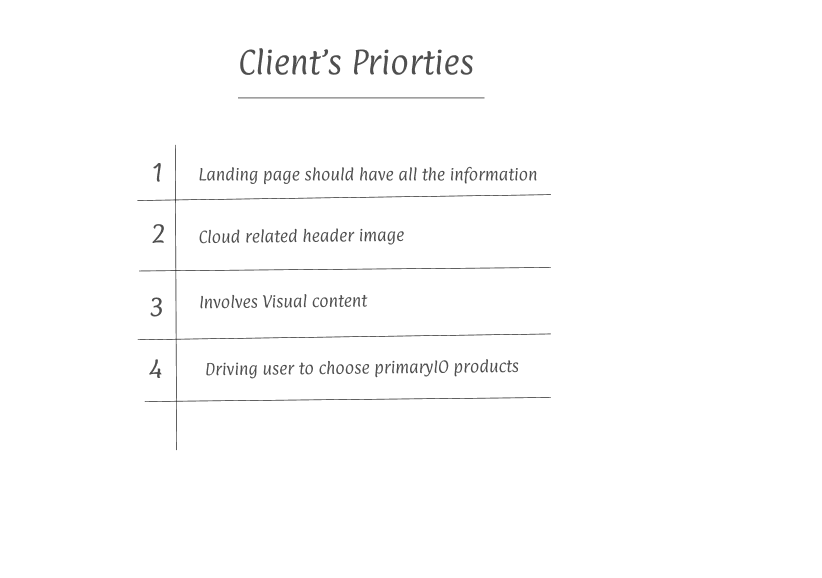 Client's Priorties
1 Landing page should have all the information
2 Cloud related header image
3 Involves Visual content
4 Driving user to choose primaryIO products